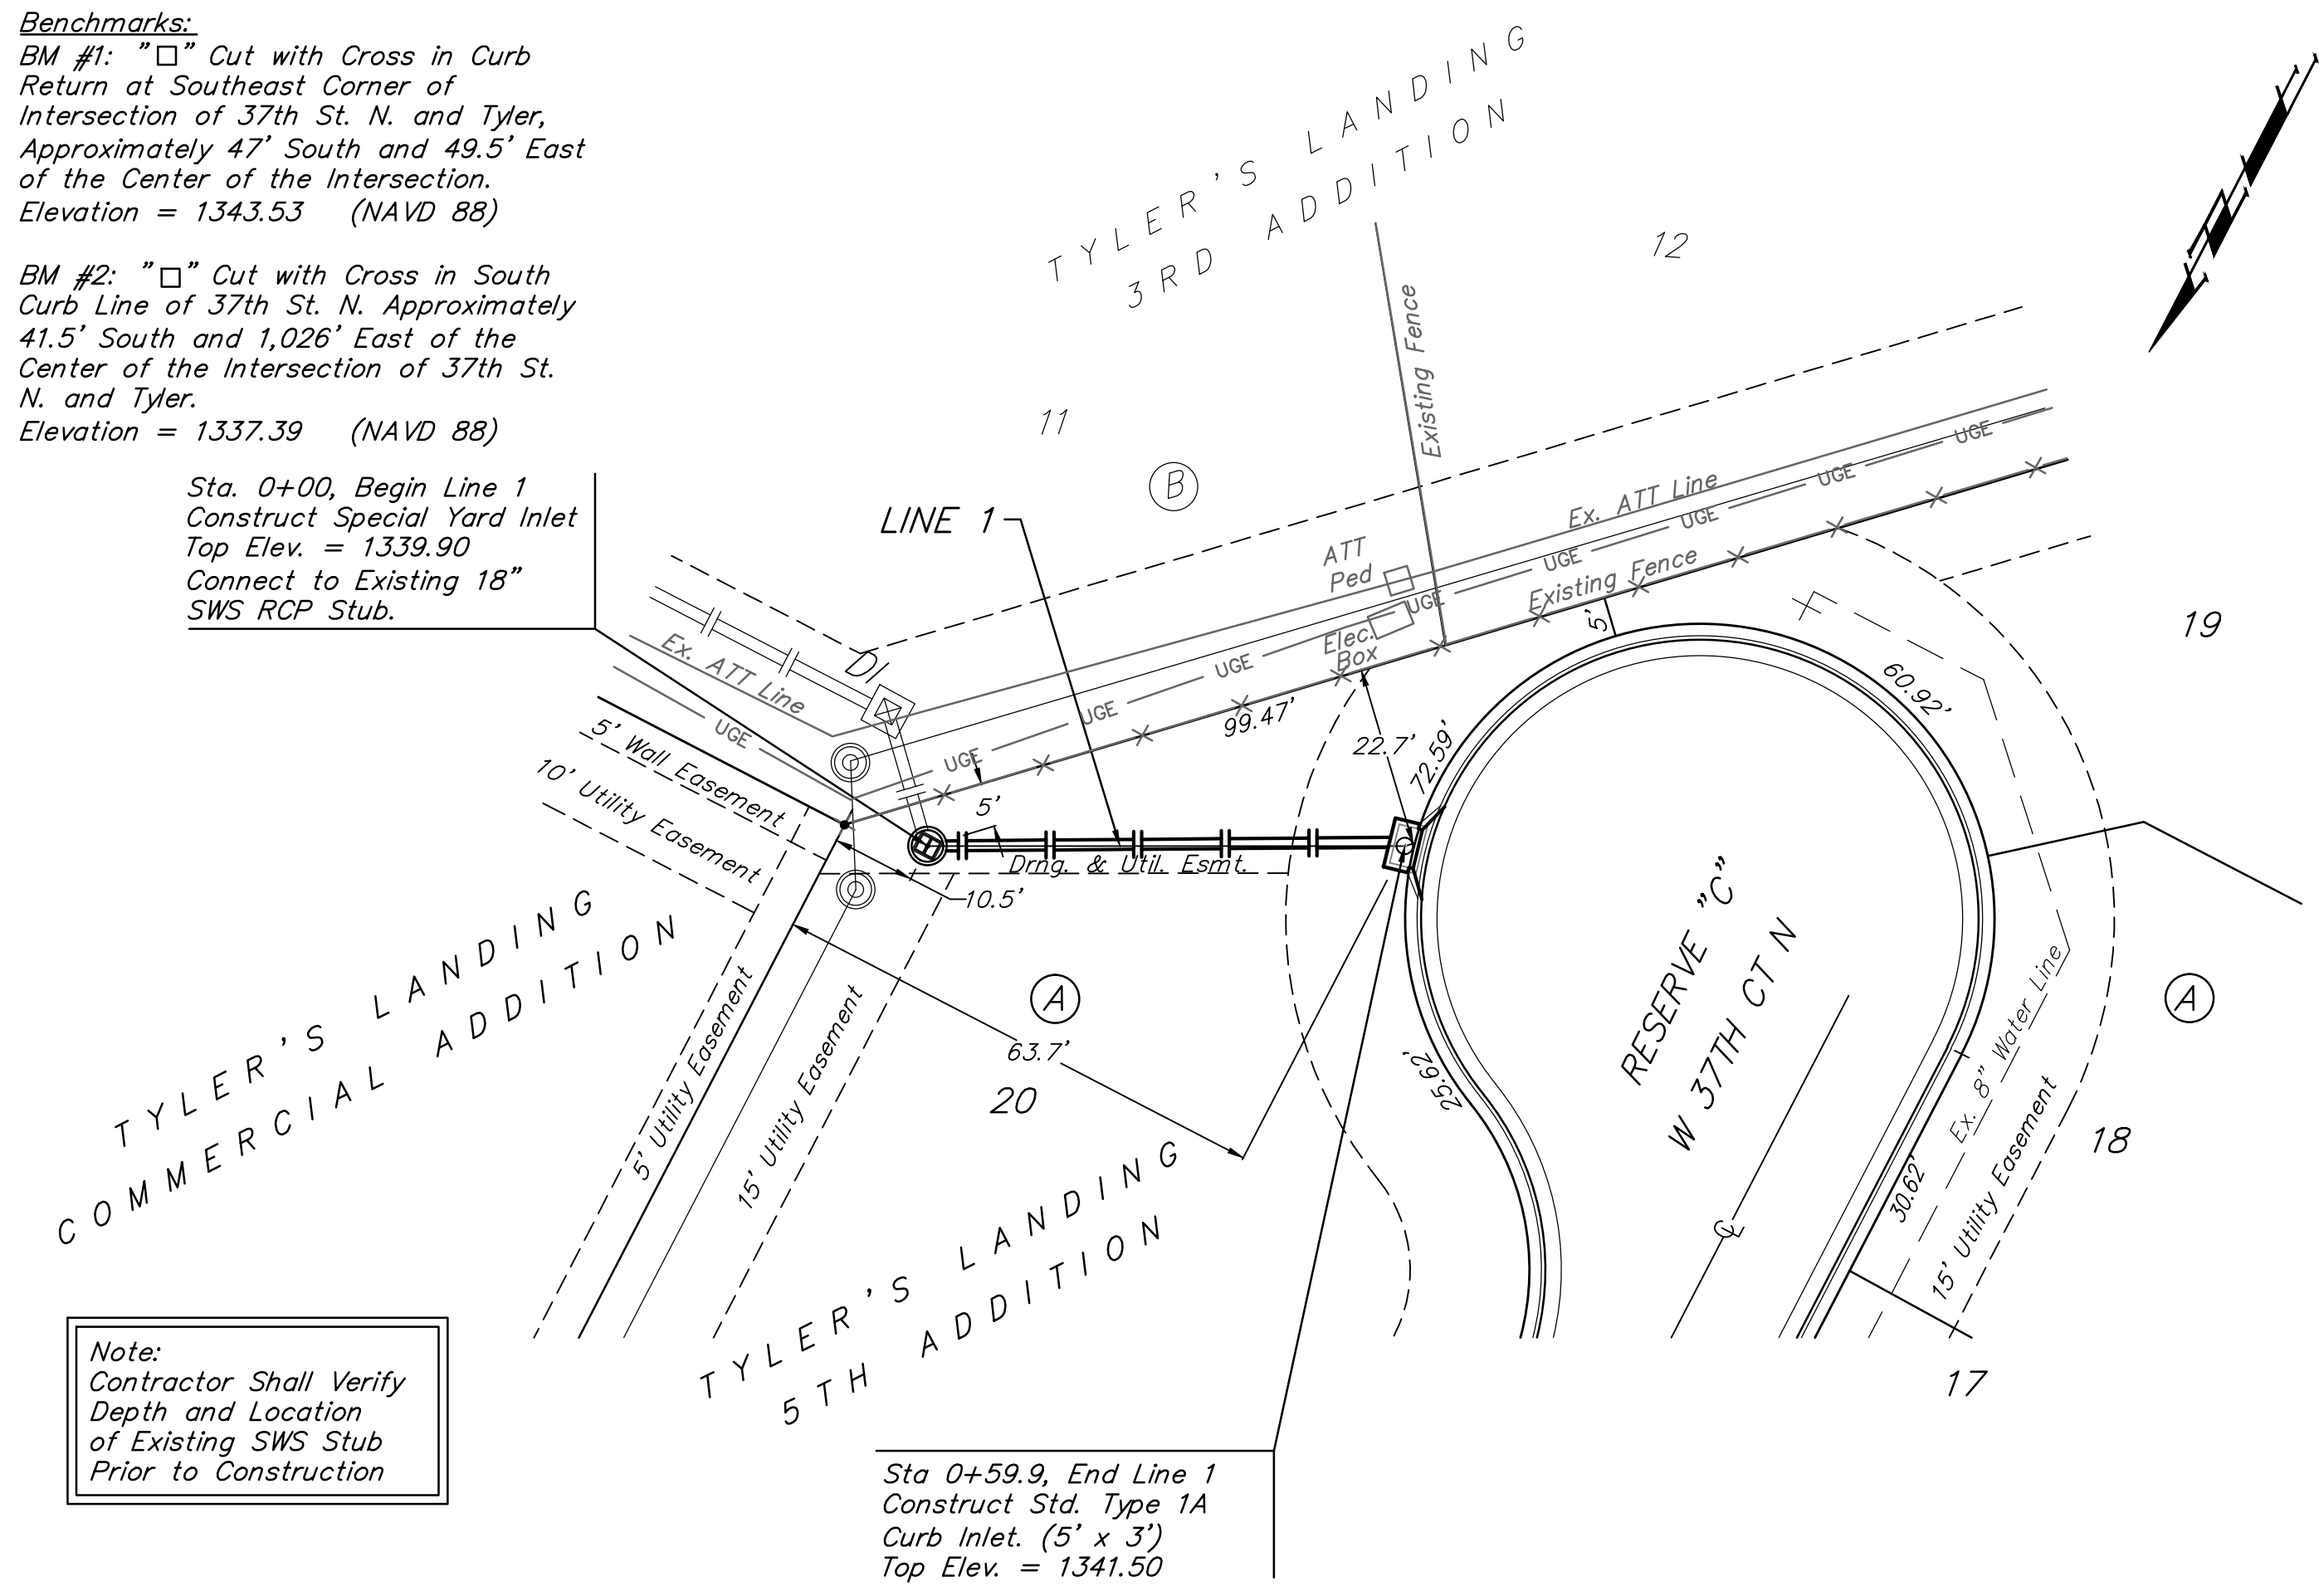 Benchmarks:
BM #1: "□" Cut with Cross in Curb
Return at Southeast Corner of
Intersection of 37th St. N. and Tyler,
Approximately 47' South and 49.5' East
of the Center of the Intersection.
Elevation = 1343.53 (NAVD 88)
BM #2: "□" Cut with Cross in South
Curb Line of 37th St. N. Approximately
41.5' South and 1,026' East of the
Center of the Intersection of 37th St.
N. and Tyler.
Elevation = 1337.39 (NAVD 88)
Sta. 0+00, Begin Line 1
Construct Special Yard Inlet
Top Elev. = 1339.90
Connect to Existing 18"
SWS RCP Stub.
TYLER'S LANDING
3RD ADDITION
12
11
B
Existing Fence
LINE 1
Ex. ATT Line
UGE
UGE
UGE
UGE
UGE
UGE
UGE
UGE
ATT
Ped
Existing Fence
5'
Elec.
Box
19
DI
Ex. ATT Line
UGE
5' Wall Easement
10' Utility Easement
99.47'
22.7'
72.59'
60.92'
5'
Drng. & Util. Esmt.
10.5'
TYLER'S LANDING
COMMERCIAL ADDITION
5' Utility Easement
15' Utility Easement
A
63.7'
20
25.62'
RESERVE "C"
W 37TH CT N
℄
A
Ex. 8" Water Line
15' Utility Easement
30.62'
18
17
TYLER'S LANDING
5TH ADDITION
Note:
Contractor Shall Verify
Depth and Location
of Existing SWS Stub
Prior to Construction
Sta 0+59.9, End Line 1
Construct Std. Type 1A
Curb Inlet. (5' x 3')
Top Elev. = 1341.50